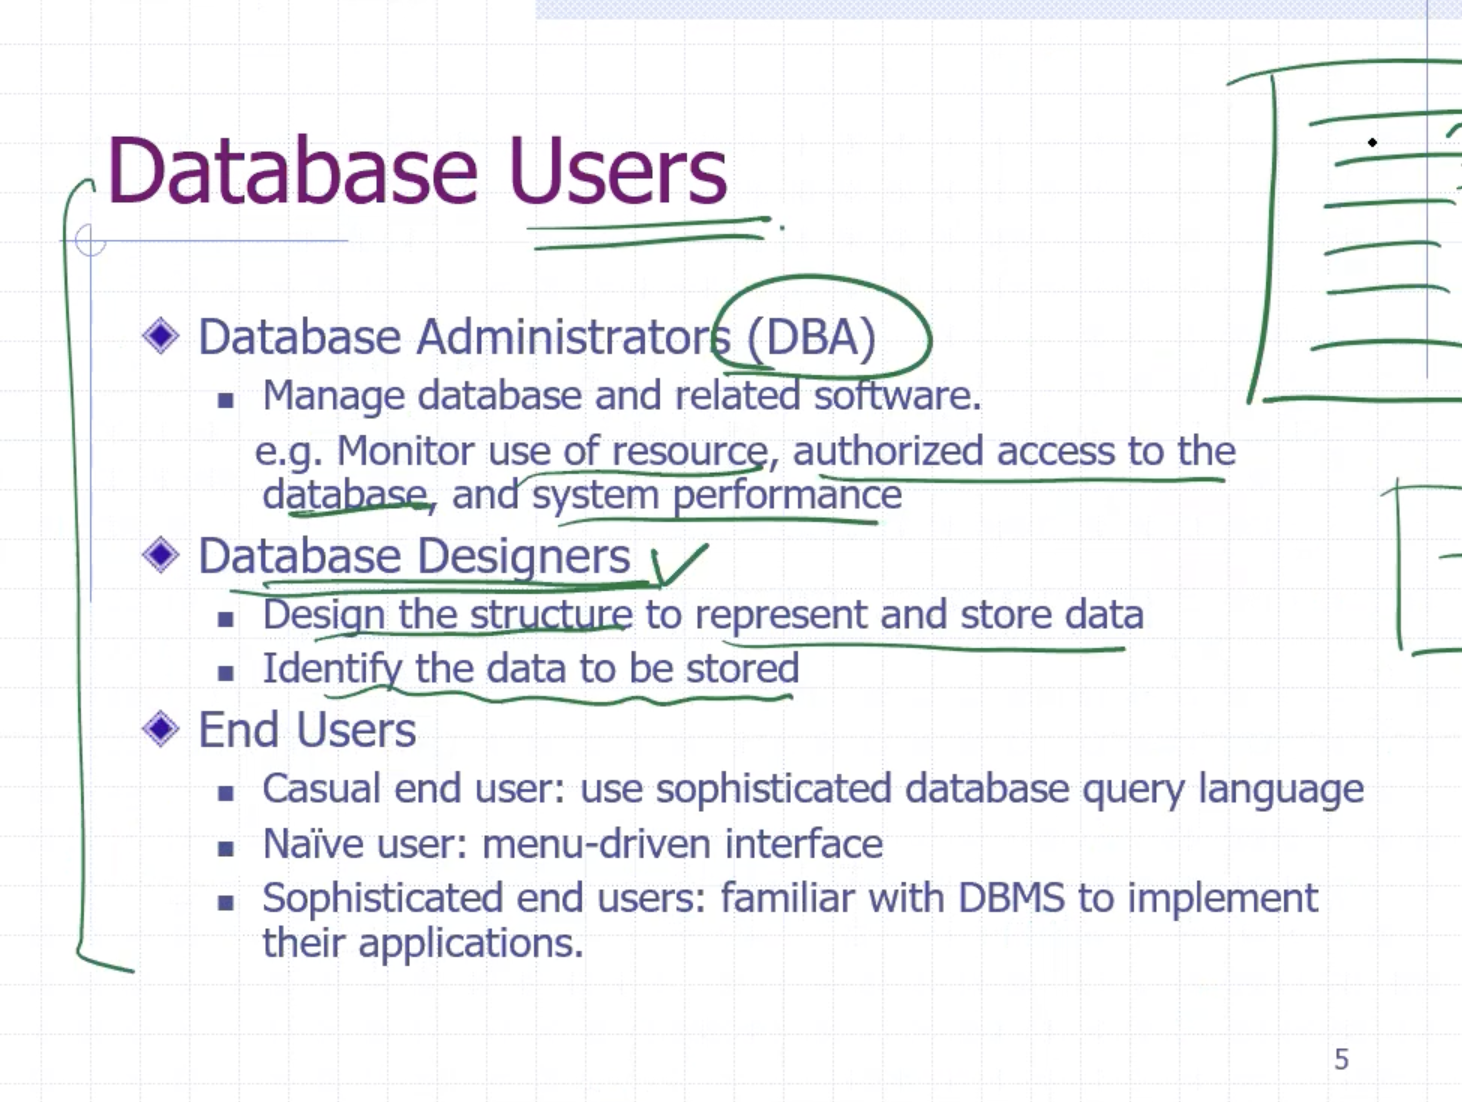 Database Users
Database Administrators (DBA)
Manage database and related software.
e.g. Monitor use of resource, authorized access to the
database, and system performance
Database Designers
Design the structure to represent and store data
Identify the data to be stored
End Users
Casual end user: use sophisticated database query language
Naïve user: menu-driven interface
Sophisticated end users: familiar with DBMS to implement
their applications.
5